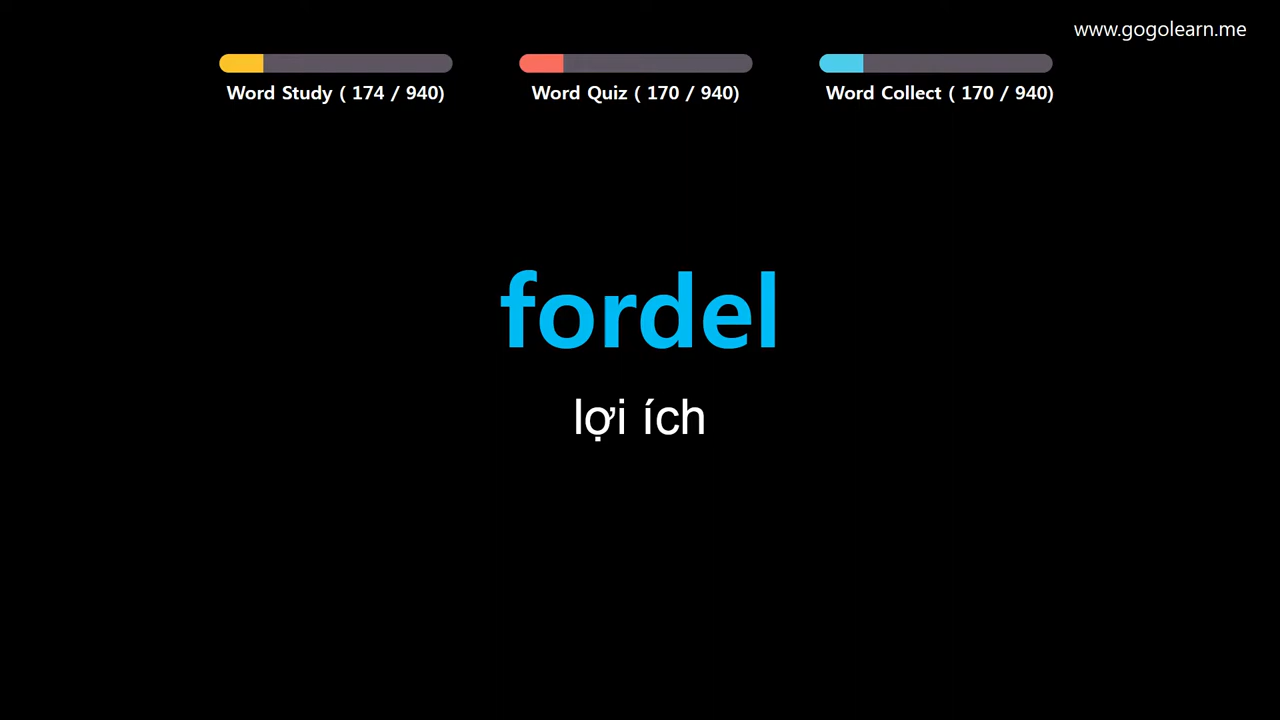 www.gogolearn.me
Word Study ( 174 / 940)
Word Quiz ( 170 / 940)
Word Collect ( 170 / 940)
fordel
lợi ích